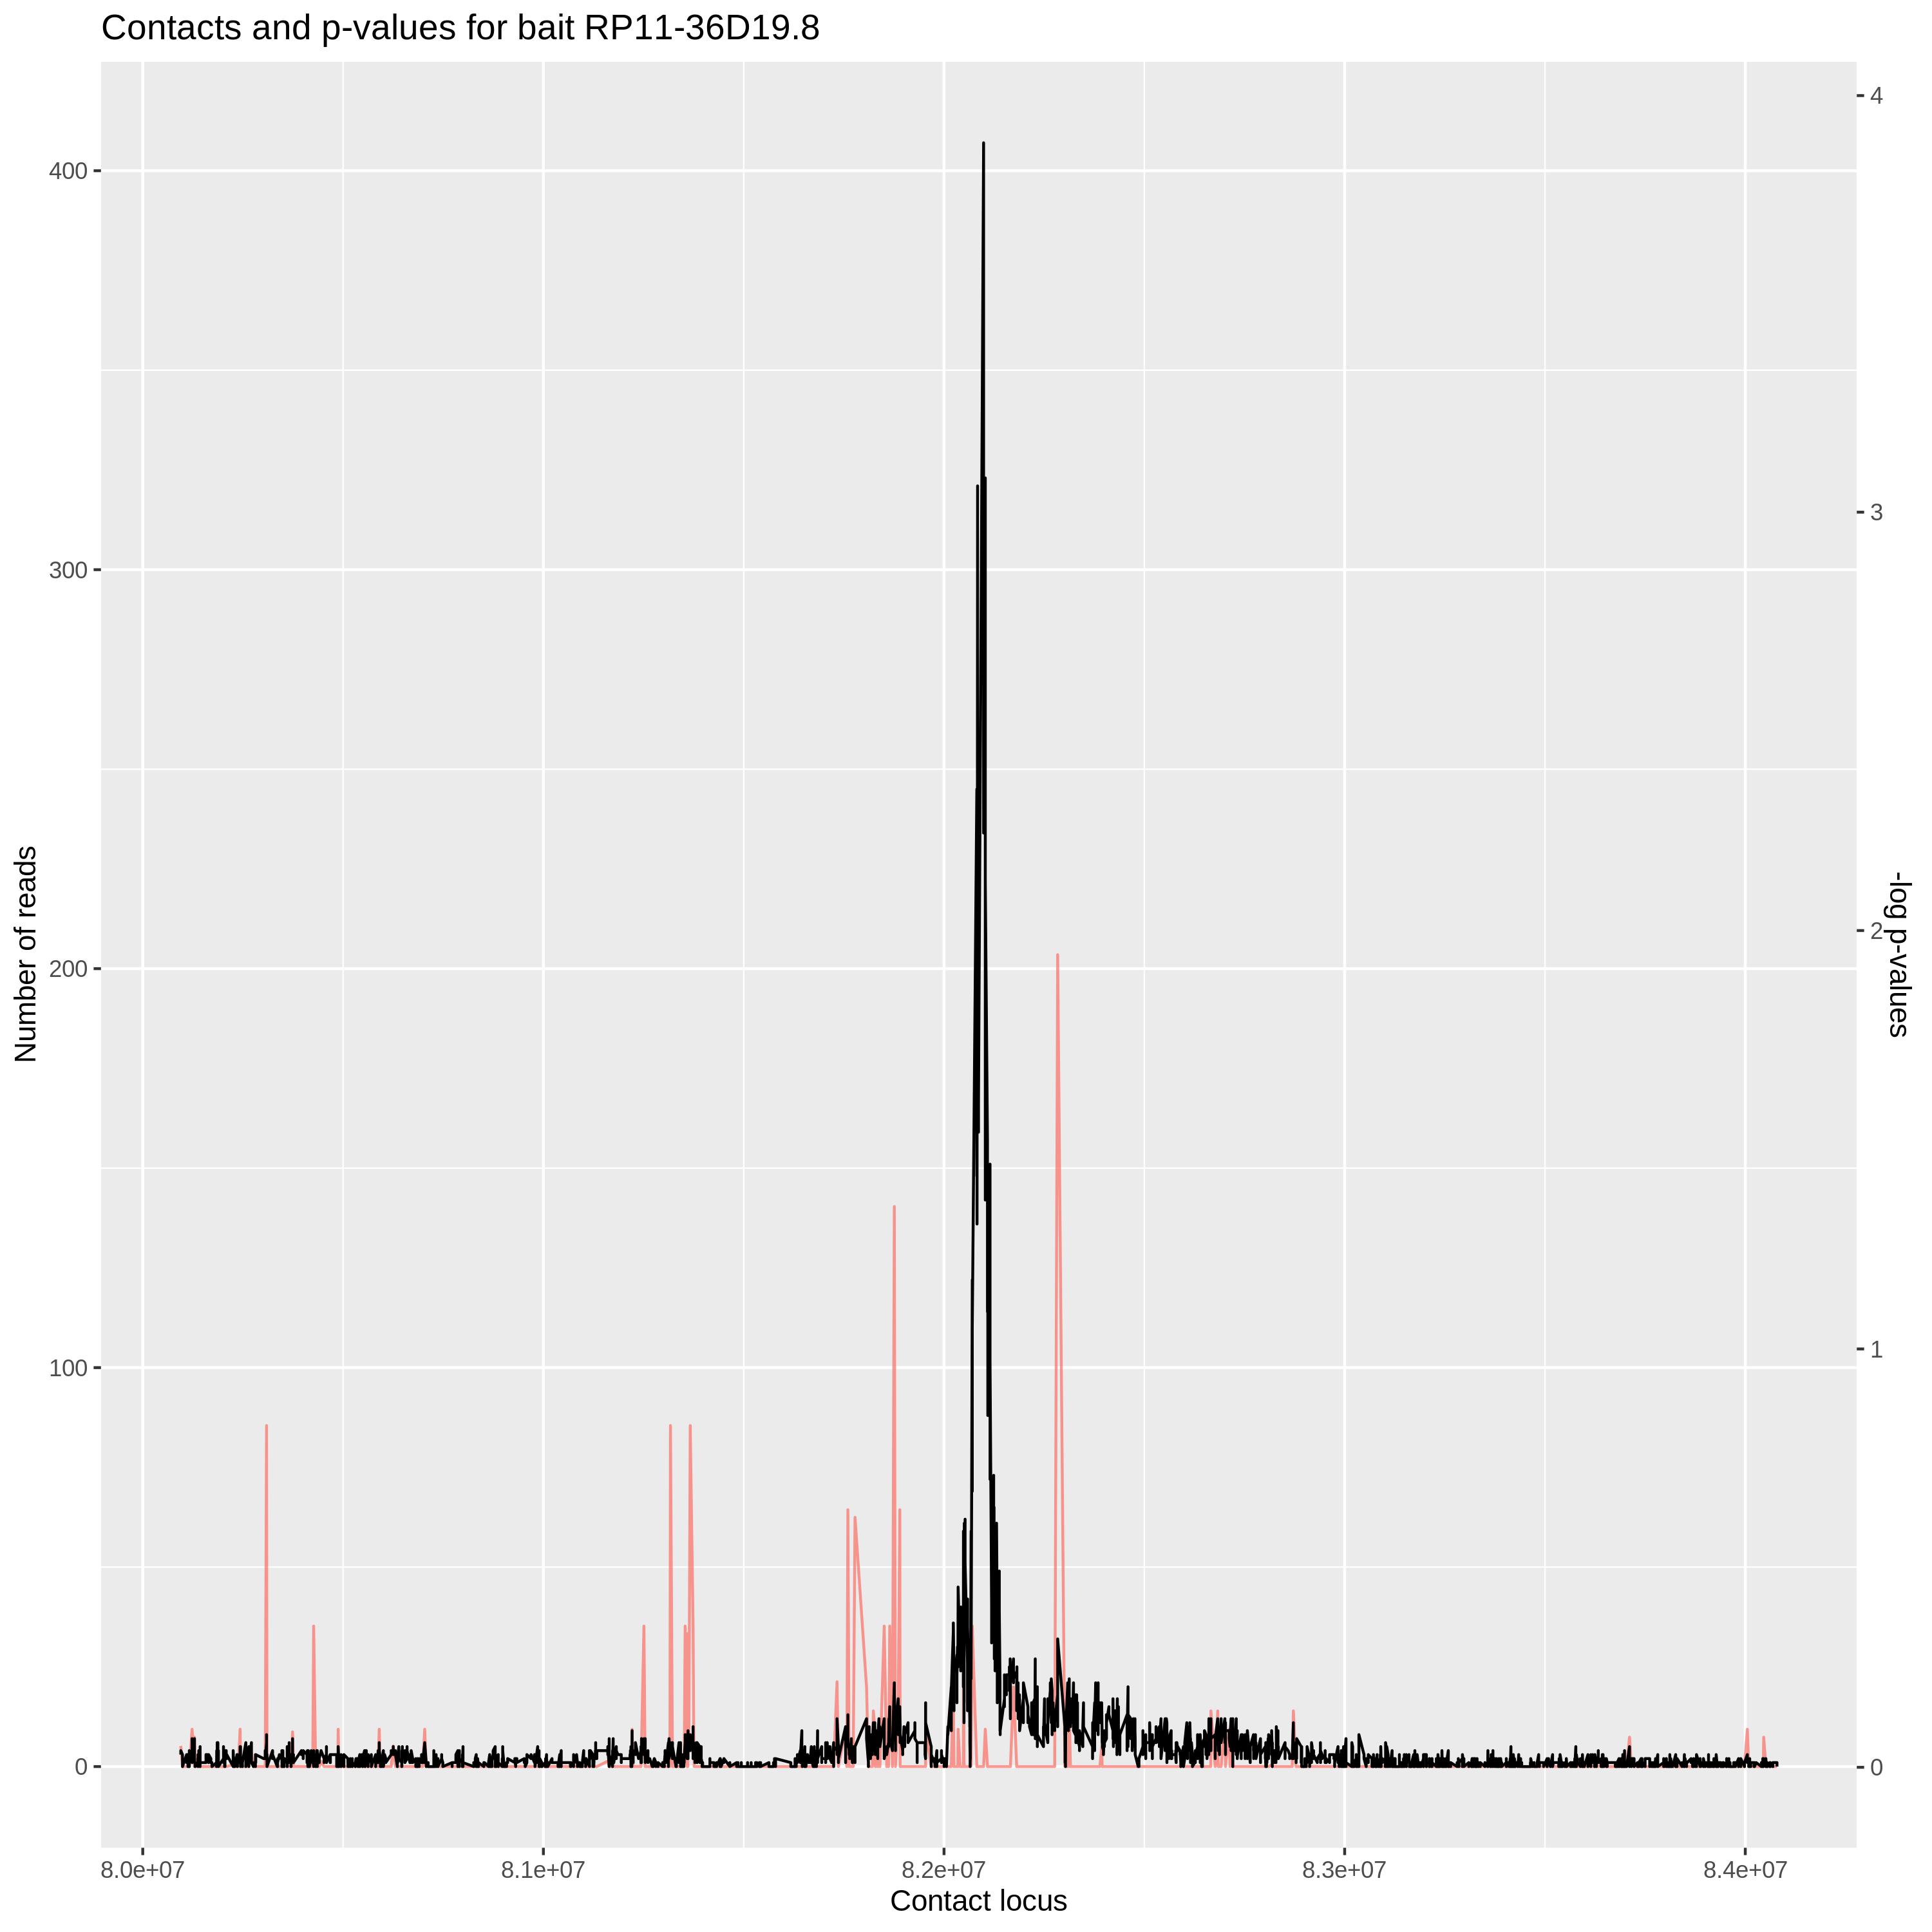 Contacts and p-values for bait RP11-36D19.8
400
300
200
100
0
Number of reads
4
3
2
1
0
-log p-values
8.0e+07
8.1e+07
8.2e+07
8.3e+07
8.4e+07
Contact locus